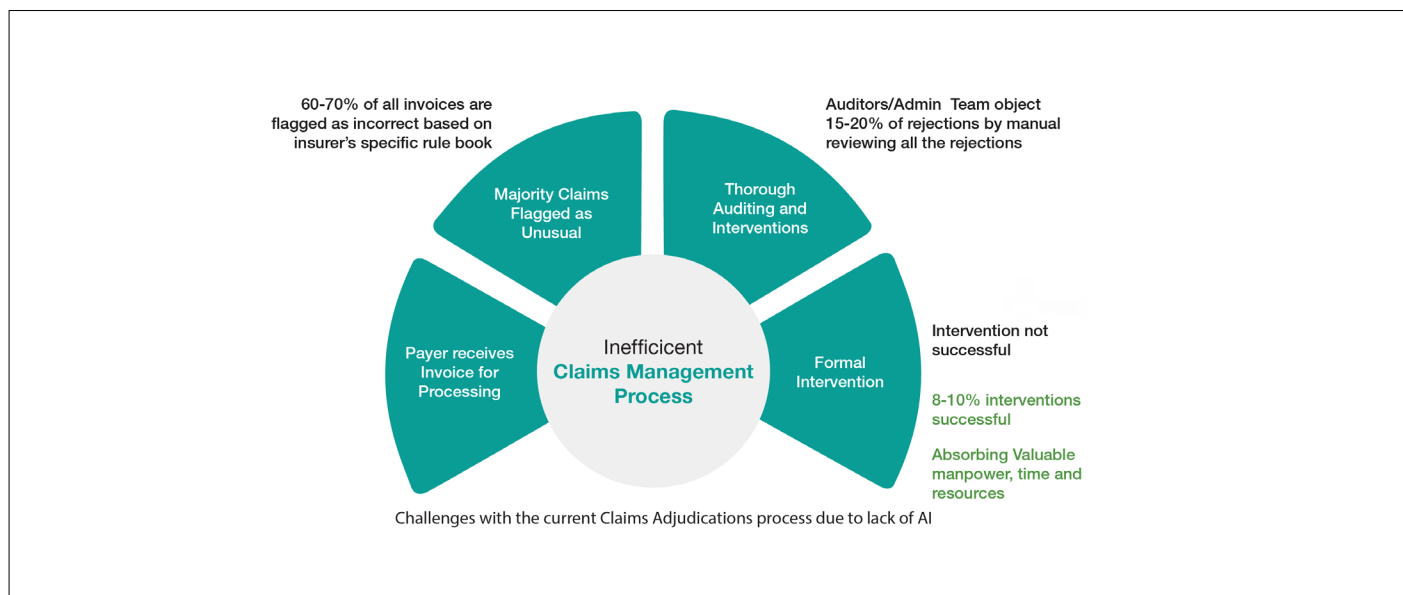 60-70% of all invoices are
flagged as incorrect based on
insurer's specific rule book
Auditors/Admin Team object
15-20% of rejections by manual
reviewing all the rejections
Majority Claims
Flagged as
Unusual
Thorough
Auditing and
Interventions
Payer receives
Invoice for
Processing
Inefficicent
Claims Management
Process
Formal
Intervention
Intervention not
successful
8-10% interventions
successful
Absorbing Valuable
manpower, time and
resources
Challenges with the current Claims Adjudications process due to lack of AI